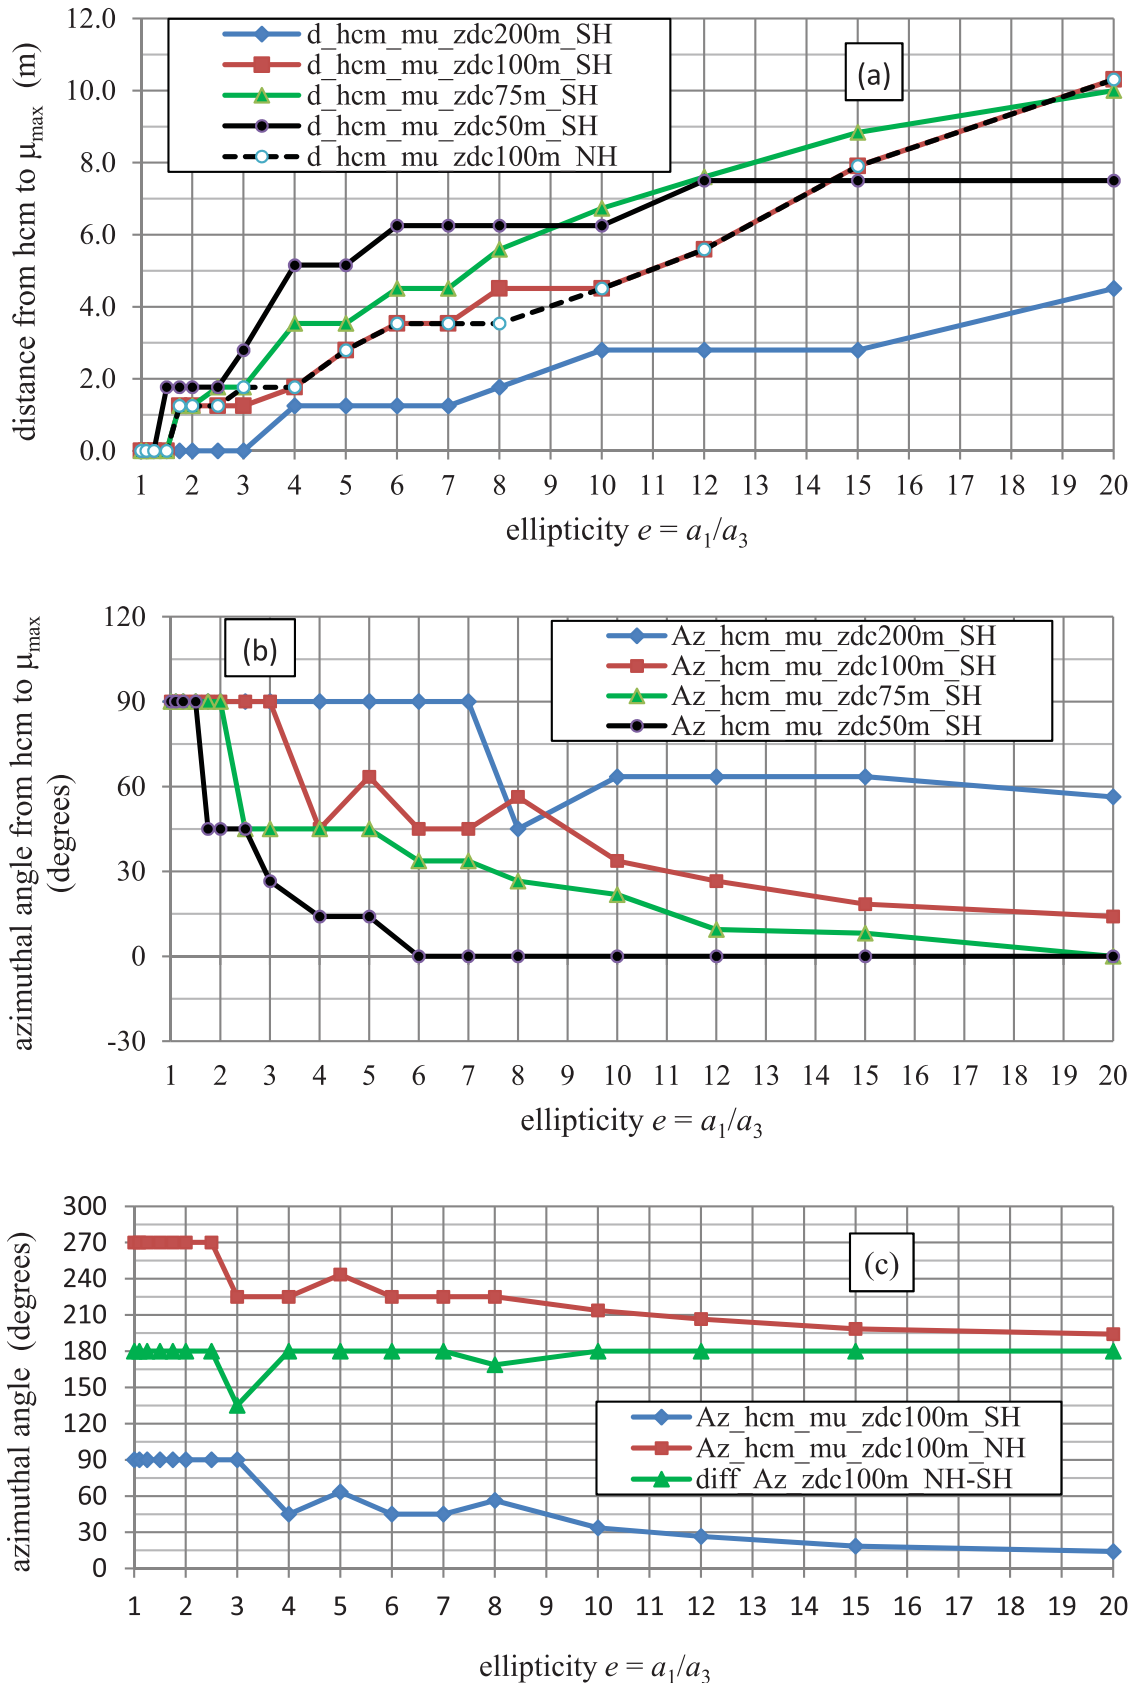 12.0
10.0
8.0
6.0
4.0
2.0
0.0
distance from hcm to μmax (m)
d_hcm_mu_zdc200m_SH
d_hcm_mu_zdc100m_SH
d_hcm_mu_zdc75m_SH
d_hcm_mu_zdc50m_SH
d_hcm_mu_zdc100m_NH
(a)
1 2 3 4 5 6 7 8 9 10 11 12 13 14 15 16 17 18 19 20
ellipticity e = a1/a3
120
90
60
30
0
-30
azimuthal angle from hcm to μmax
(degrees)
(b)
Az_hcm_mu_zdc200m_SH
Az_hcm_mu_zdc100m_SH
Az_hcm_mu_zdc75m_SH
Az_hcm_mu_zdc50m_SH
1 2 3 4 5 6 7 8 9 10 11 12 13 14 15 16 17 18 19 20
ellipticity e = a1/a3
300
270
240
210
180
150
120
90
60
30
0
azimuthal angle (degrees)
(c)
Az_hcm_mu_zdc100m_SH
Az_hcm_mu_zdc100m_NH
diff_Az_zdc100m_NH-SH
1 2 3 4 5 6 7 8 9 10 11 12 13 14 15 16 17 18 19 20
ellipticity e = a1/a3